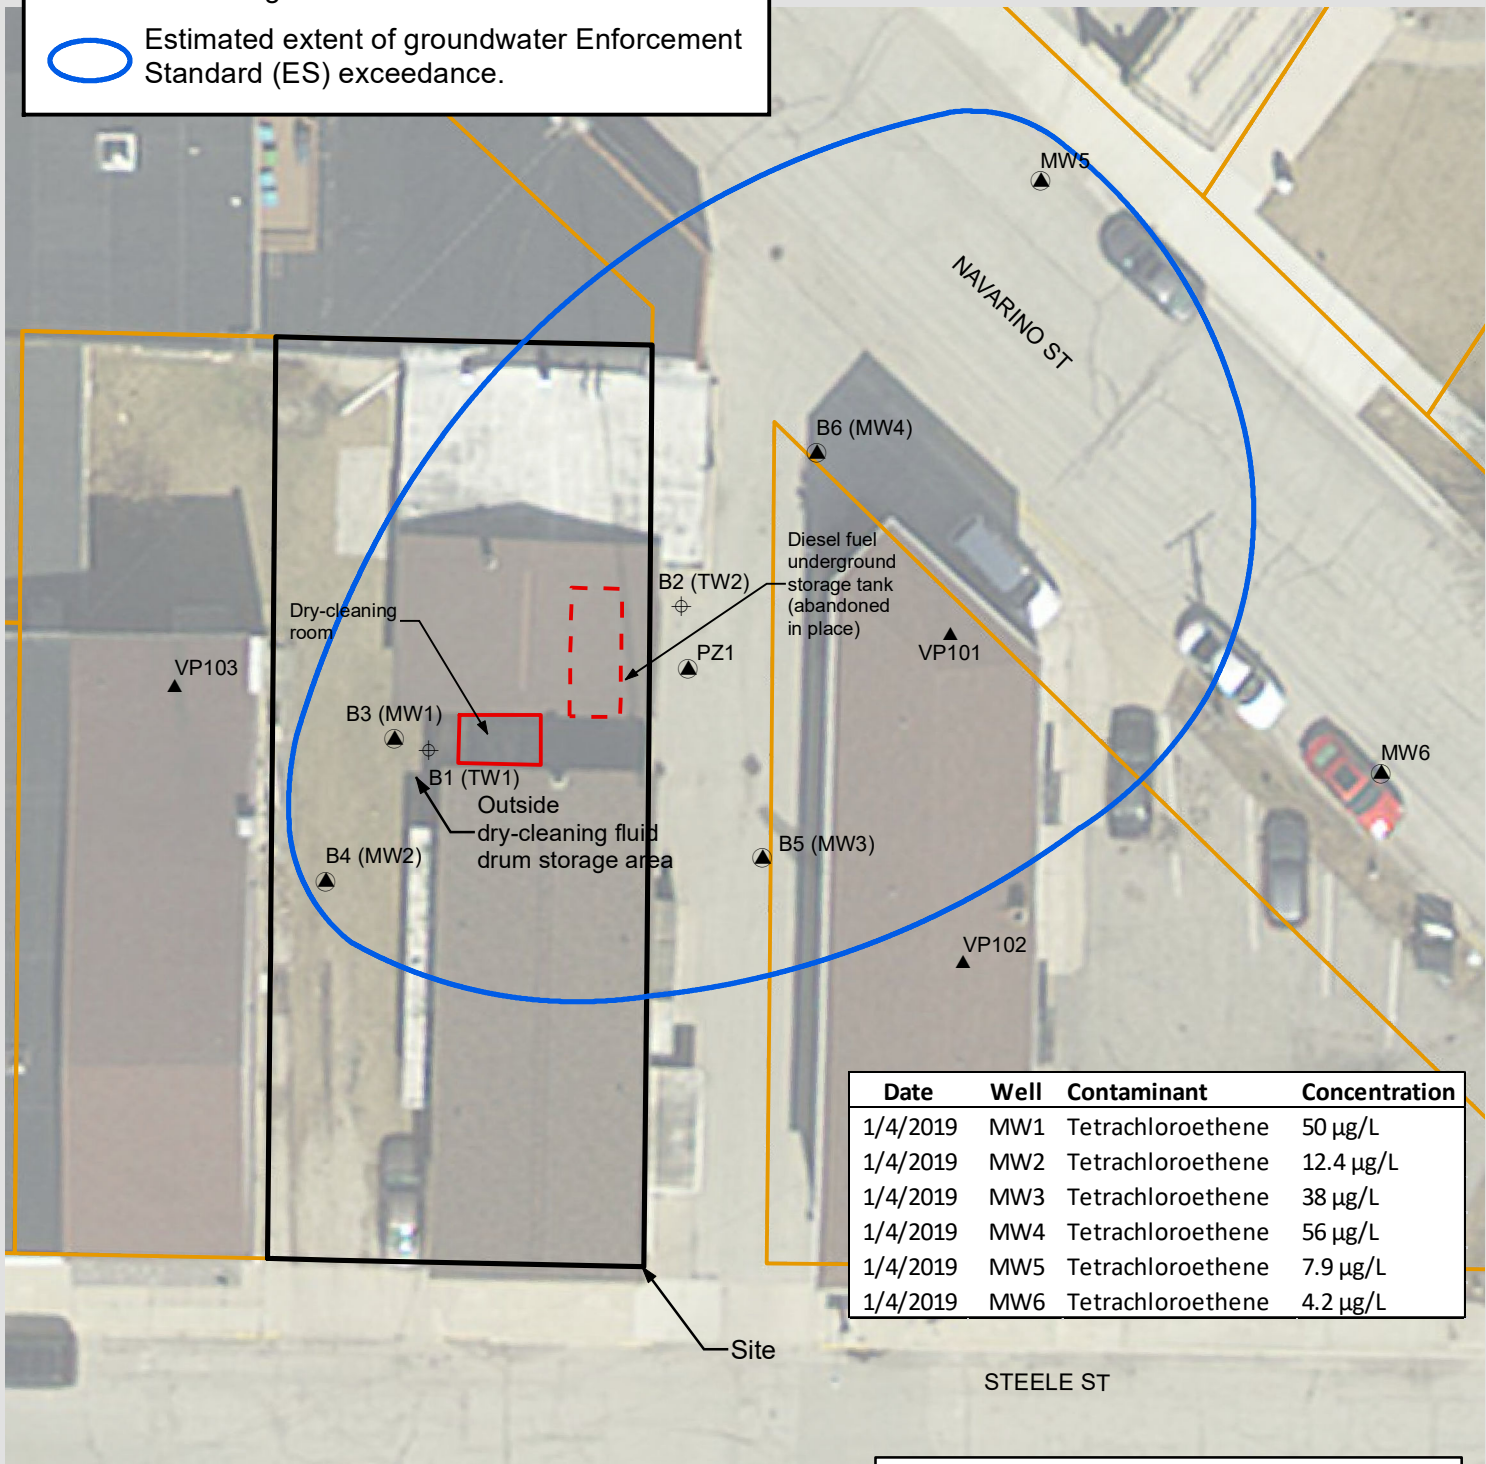 Estimated extent of groundwater Enforcement
Standard (ES) exceedance.
MW5
NAVARINO ST
B6 (MW4)
Diesel fuel
underground
storage tank
(abandoned
in place)
B2 (TW2)
Dry-cleaning
room
VP101
PZ1
VP103
B3 (MW1)
MW6
B1 (TW1)
Outside
dry-cleaning fluid
drum storage area
B5 (MW3)
B4 (MW2)
VP102
Date Well Contaminant Concentration
1/4/2019 MW1 Tetrachloroethene 50 µg/L
1/4/2019 MW2 Tetrachloroethene 12.4 µg/L
1/4/2019 MW3 Tetrachloroethene 38 µg/L
1/4/2019 MW4 Tetrachloroethene 56 µg/L
1/4/2019 MW5 Tetrachloroethene 7.9 µg/L
1/4/2019 MW6 Tetrachloroethene 4.2 µg/L
Site
STEELE ST